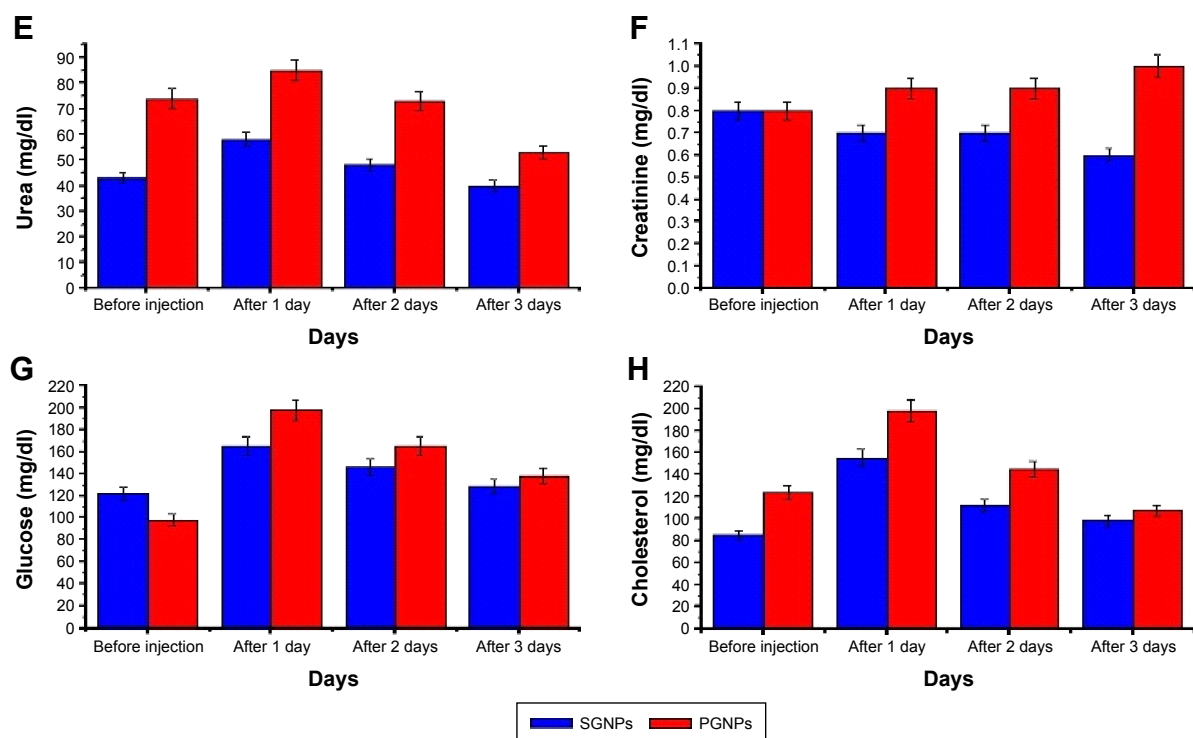 E
Urea (mg/dl)
90
80
70
60
50
40
30
20
10
0
Before injection After 1 day After 2 days After 3 days
Days
F
Creatinine (mg/dl)
1.1
1.0
0.9
0.8
0.7
0.6
0.5
0.4
0.3
0.2
0.1
0.0
Before injection After 1 day After 2 days After 3 days
Days
G
Glucose (mg/dl)
220
200
180
160
140
120
100
80
60
40
20
0
Before injection After 1 day After 2 days After 3 days
Days
H
Cholesterol (mg/dl)
220
200
180
160
140
120
100
80
60
40
20
0
Before injection After 1 day After 2 days After 3 days
Days
SGNPs PGNPs